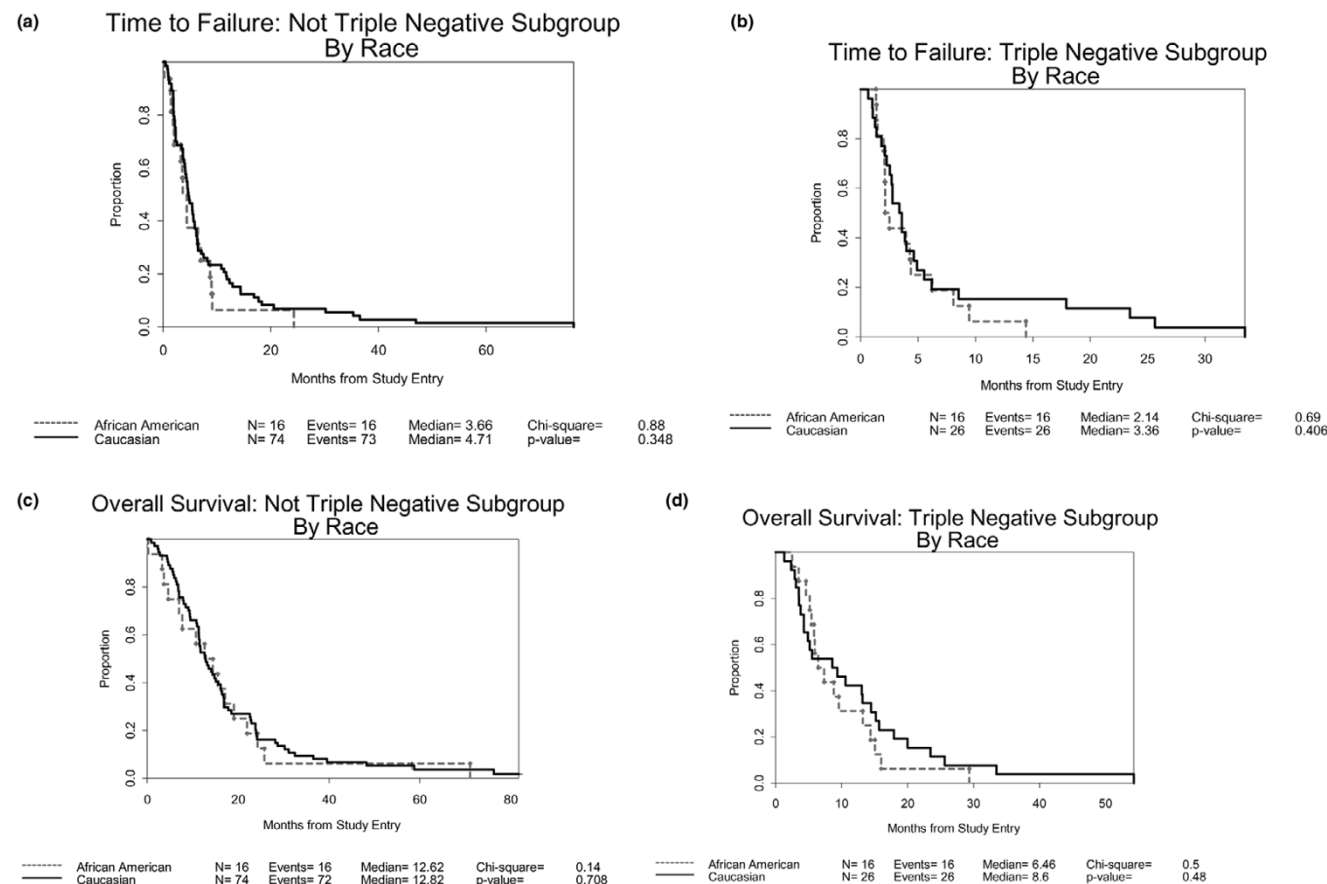 (a)
Time to Failure: Not Triple Negative Subgroup
By Race
Proportion
0.8
0.6
0.4
0.2
0.0
0 20 40 60
Months from Study Entry
African American N= 16 Events= 16 Median= 3.66 Chi-square= 0.88
Caucasian N= 74 Events= 73 Median= 4.71 p-value= 0.348
(b)
Time to Failure: Triple Negative Subgroup
By Race
Proportion
0.8
0.6
0.4
0.2
0.0
0 5 10 15 20 25 30
Months from Study Entry
African American N= 16 Events= 16 Median= 2.14 Chi-square= 0.69
Caucasian N= 26 Events= 26 Median= 3.36 p-value= 0.406
(c)
Overall Survival: Not Triple Negative Subgroup
By Race
Proportion
0.8
0.6
0.4
0.2
0.0
0 20 40 60 80
Months from Study Entry
African American N= 16 Events= 16 Median= 12.62 Chi-square= 0.14
Caucasian N= 74 Events= 72 Median= 12.82 p-value= 0.708
(d)
Overall Survival: Triple Negative Subgroup
By Race
Proportion
0.8
0.6
0.4
0.2
0.0
0 10 20 30 40 50
Months from Study Entry
African American N= 16 Events= 16 Median= 6.46 Chi-square= 0.5
Caucasian N= 26 Events= 26 Median= 8.6 p-value= 0.48